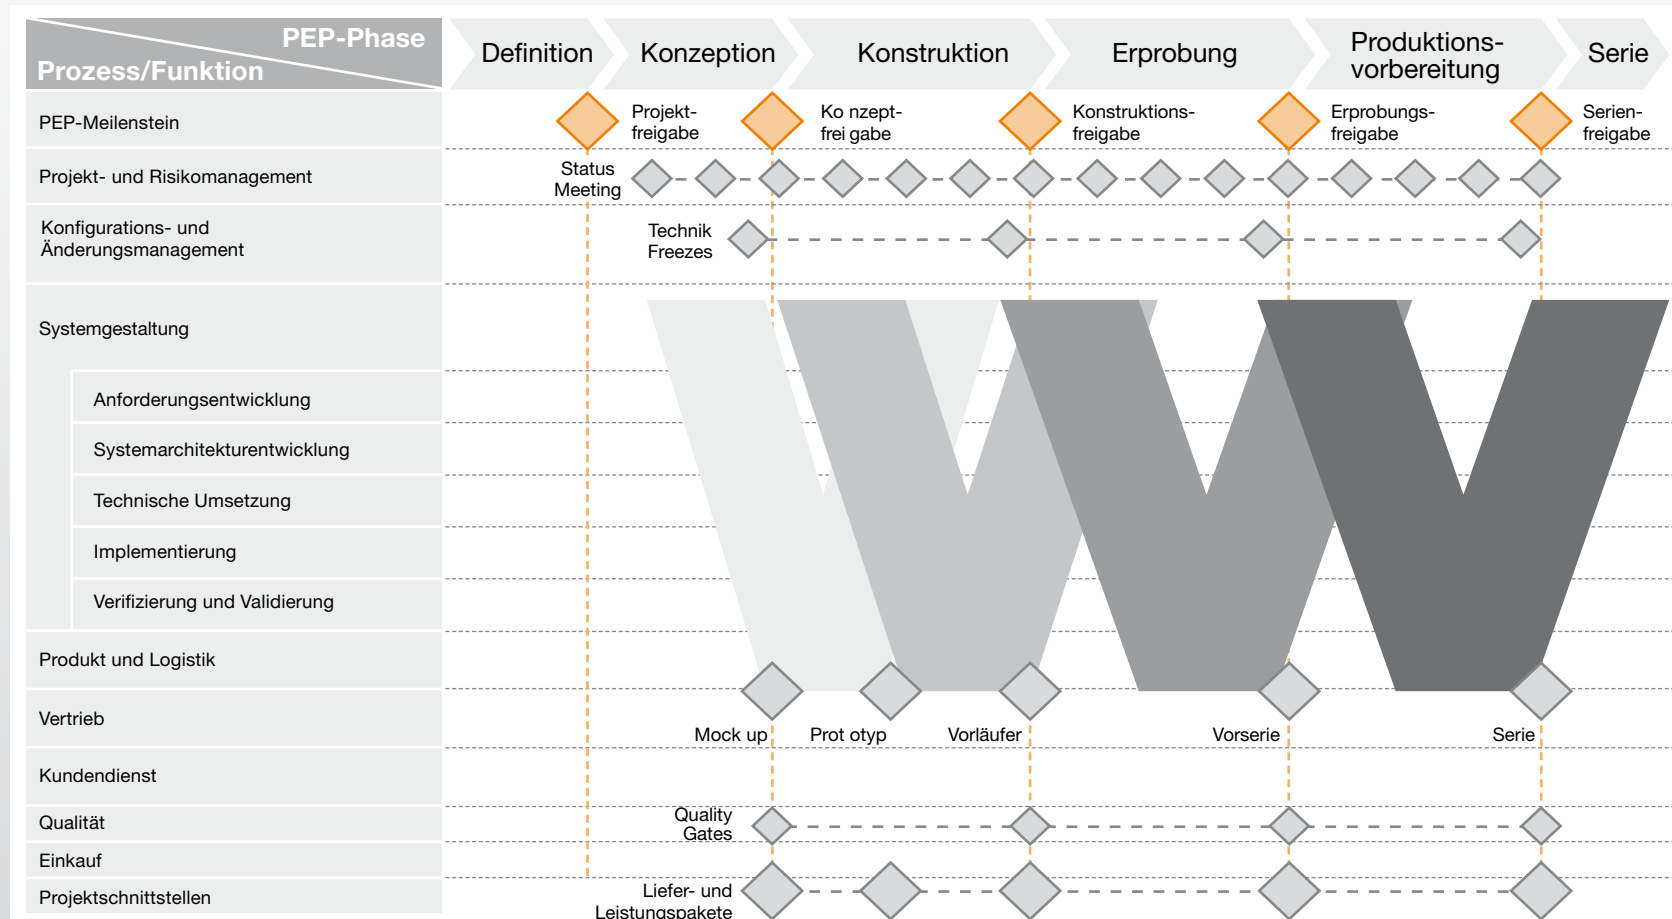 PEP-Phase
Prozess/Funktion
Definition
Konzeption
Konstruktion
Erprobung
Produktions-
vorbereitung
Serie
PEP-Meilenstein
Projekt-
freigabe
Ko nzept-
frei gabe
Konstruktions-
freigabe
Erprobungs-
freigabe
Serien-
freigabe
Projekt- und Risikomanagement
Status
Meeting
Konfigurations- und
Änderungsmanagement
Technik
Freezes
Systemgestaltung
Anforderungsentwicklung
Systemarchitekturentwicklung
Technische Umsetzung
Implementierung
Verifizierung und Validierung
Produkt und Logistik
Vertrieb
Mock up
Prot otyp
Vorläufer
Vorserie
Serie
Kundendienst
Qualität
Quality
Gates
Einkauf
Projektschnittstellen
Liefer- und
Leistungspakete